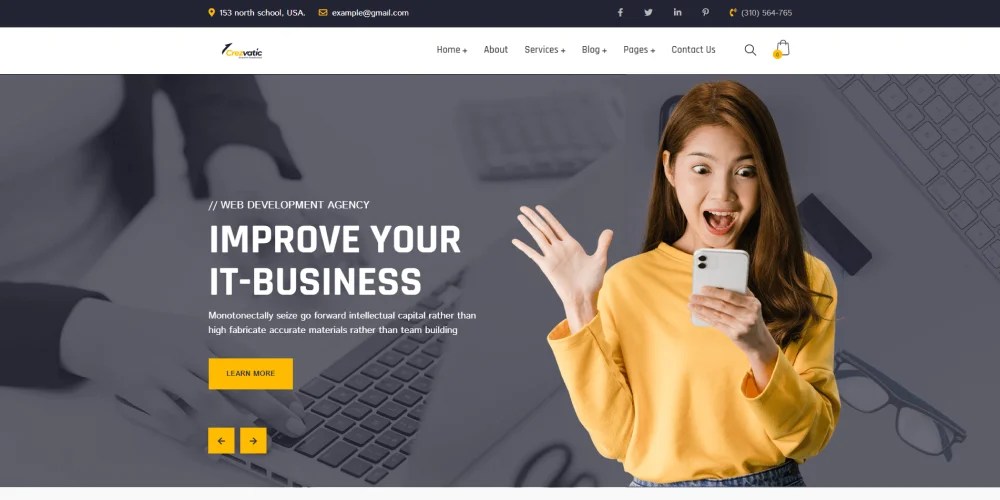 153 north school, USA.
example@gmail.com
(310) 564-765
Crezvatic
Home +
About
Services +
Blog +
Pages +
Contact Us
0
// WEB DEVELOPMENT AGENCY
IMPROVE YOUR
IT-BUSINESS
Monotonectally seize go forward intellectual capital rather than
high fabricate accurate materials rather than team building
LEARN MORE